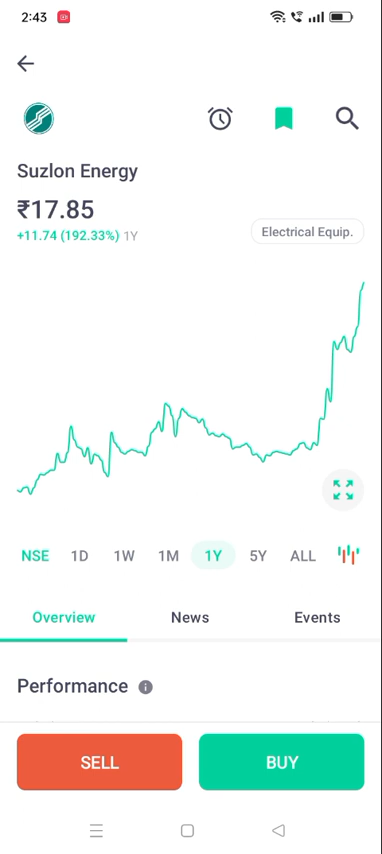 2:43
Suzlon Energy
₹17.85
+11.74 (192.33%) 1Y
Electrical Equip.
NSE 1D 1W 1M 1Y 5Y ALL
Overview News Events
Performance
SELL BUY